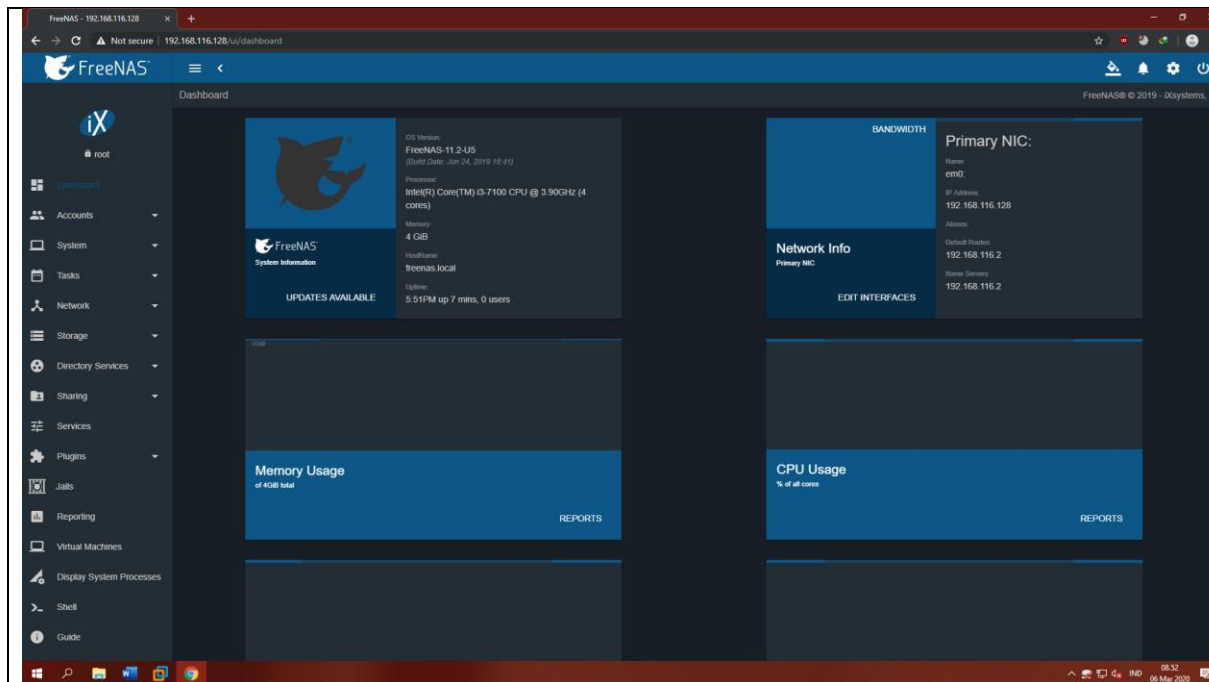 FreeNAS - 192.168.116.128
Not secure | 192.168.116.128/ui/dashboard
FreeNAS
Dashboard
FreeNAS® © 2019 - iXsystems,
iX
root
Dashboard
Accounts
System
Tasks
Network
Storage
Directory Services
Sharing
Services
Plugins
Jails
Reporting
Virtual Machines
Display System Processes
Shell
Guide
FreeNAS
System Information
UPDATES AVAILABLE
OS Version:
FreeNAS-11.2-U5
(Build Date: Jun 24, 2019 18:41)
Processor:
Intel(R) Core(TM) i3-7100 CPU @ 3.90GHz (4
cores)
Memory:
4 GiB
HostName:
freenas.local
Uptime:
5:51PM up 7 mins, 0 users
BANDWIDTH
Network Info
Primary NIC
EDIT INTERFACES
Primary NIC:
Name:
em0:
IP Address:
192.168.116.128
Aliases:
Default Routes:
192.168.116.2
Name Servers:
192.168.116.2
Memory Usage
of 4GiB total
REPORTS
CPU Usage
% of all cores
REPORTS
IND
08.52
06 Mar 2020